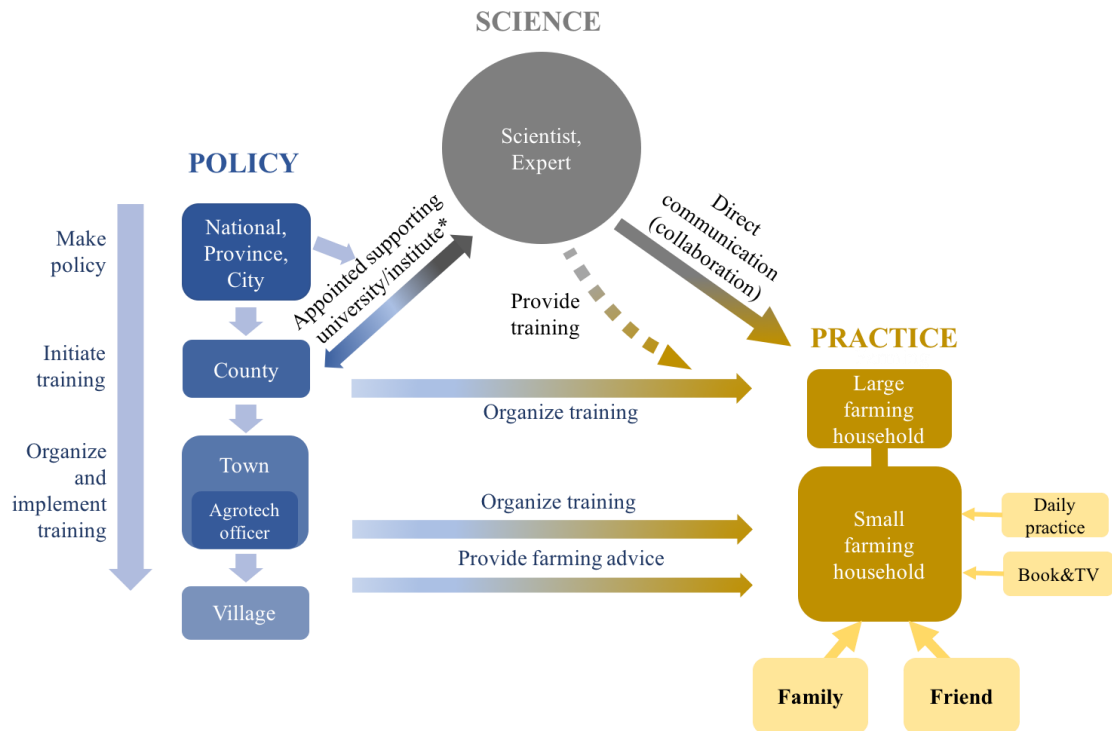 SCIENCE
Scientist,
Expert
POLICY
Make
policy
National,
Province,
City
Appointed supporting
university/institute*
Direct
communication
(collaboration)
Provide
training
PRACTICE
Initiate
training
County
Large
farming
household
Organize training
Organize
and
implement
training
Town
Agrotech
officer
Organize training
Provide farming advice
Small
farming
household
Daily
practice
Book&TV
Village
Family
Friend